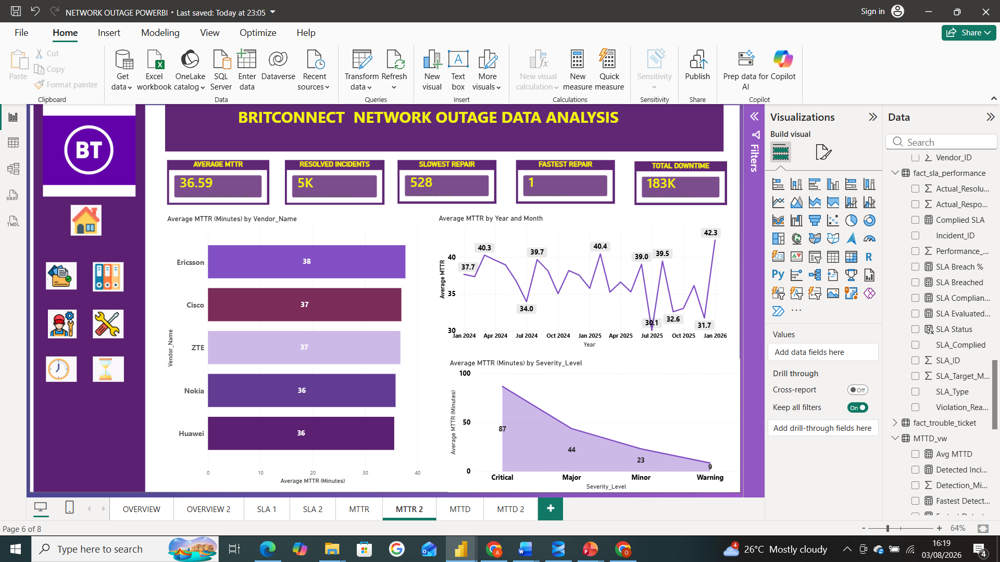 NETWORK OUTAGE POWERBI • Last saved: Today at 23:05
Sign in
File
Home
Insert
Modeling
View
Optimize
Help
Share
Paste
Cut
Copy
Format painter
Clipboard
Get data
Excel workbook
OneLake catalog
SQL Server
Enter data
Dataverse
Recent sources
Data
Transform data
Refresh
Queries
New visual
Text box
More visuals
Insert
New visual calculation
New measure
Quick measure
Calculations
Sensitivity
Sensitivity
Publish
Share
Prep data for AI
Copilot
Copilot
DAX
TMDL
BT
BRITCONNECT NETWORK OUTAGE DATA ANALYSIS
AVERAGE MTTR
36.59
RESOLVED INCIDENTS
5K
SLOWEST REPAIR
528
FASTEST REPAIR
1
TOTAL DOWNTIME
183K
Average MTTR (Minutes) by Vendor_Name
Vendor_Name
Ericsson
38
Cisco
37
ZTE
37
Nokia
36
Huawei
36
0
10
20
30
40
Average MTTR (Minutes)
Average MTTR by Year and Month
Average MTTR
40
35
30
37.7
40.3
34.0
39.7
40.4
39.0
30.1
39.5
32.6
31.7
42.3
Jan 2024
Apr 2024
Jul 2024
Oct 2024
Jan 2025
Apr 2025
Jul 2025
Oct 2025
Jan 2026
Year
Average MTTR (Minutes) by Severity_Level
Average MTTR (Minutes)
100
50
0
87
44
23
9
Critical
Major
Minor
Warning
Severity_Level
Filters
Visualizations
Build visual
123
R
Py
Values
Add data fields here
Drill through
Cross-report
Off
Keep all filters
On
Add drill-through fields here
Data
Search
Vendor_ID
fact_sla_performance
Actual_Resolu...
Actual_Respo...
Complied SLA
Incident_ID
Performance_...
SLA Breach %
SLA Breached
SLA Complian...
SLA Evaluated...
SLA Status
SLA_Complied
SLA_ID
SLA_Target_M...
SLA_Type
Violation_Rea...
fact_trouble_ticket
MTTD_vw
Avg MTTD
Detected Inci...
Detection_Mi...
Fastest Detect...
OVERVIEW
OVERVIEW 2
SLA 1
SLA 2
MTTR
MTTR 2
MTTD
MTTD 2
+
Page 6 of 8
- + 64%
Type here to search
4
26°C Mostly cloudy
16:19
03/08/2026
4